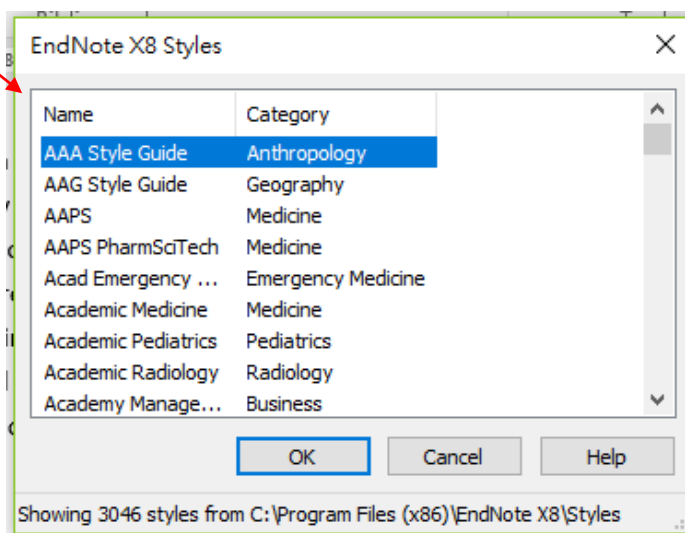 EndNote X8 Styles
Name Category
AAA Style Guide Anthropology
AAG Style Guide Geography
AAPS Medicine
AAPS PharmSciTech Medicine
Acad Emergency ... Emergency Medicine
Academic Medicine Medicine
Academic Pediatrics Pediatrics
Academic Radiology Radiology
Academy Manage... Business
OK Cancel Help
Showing 3046 styles from C:\Program Files (x86)\EndNote X8\Styles